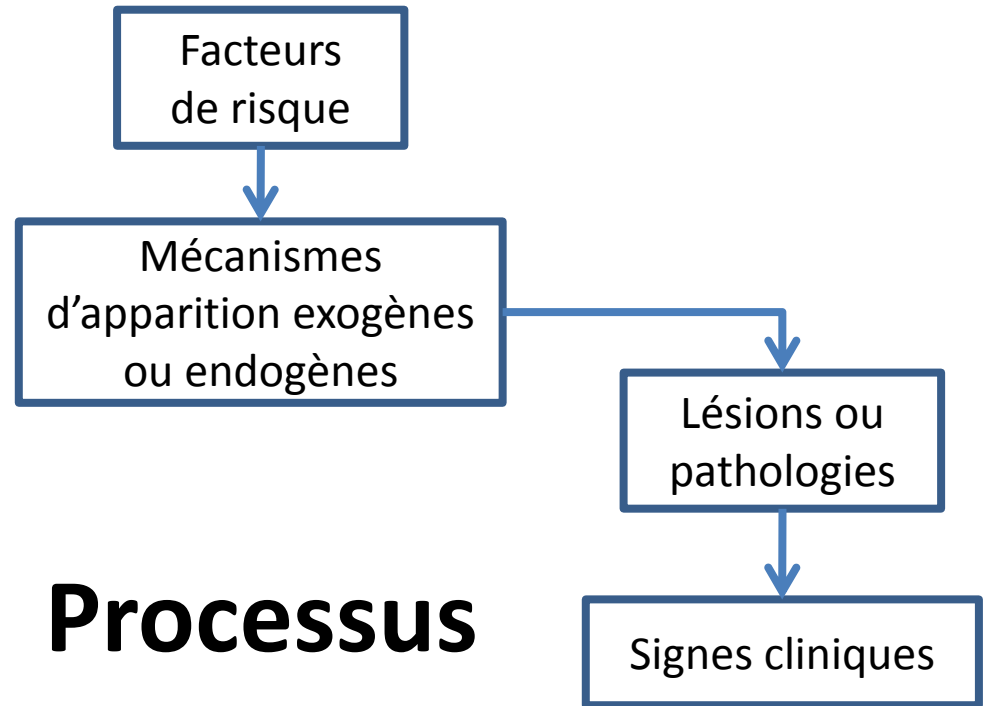 Facteurs
de risque
Mécanismes
d’apparition exogènes
ou endogènes
Lésions ou
pathologies
Processus
Signes cliniques